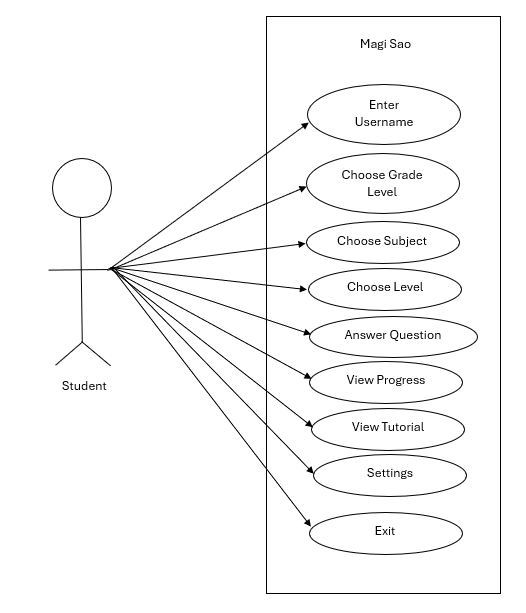 Magi Sao
Enter
Username
Choose Grade
Level
Choose Subject
Choose Level
Answer Question
View Progress
View Tutorial
Settings
Exit
Student